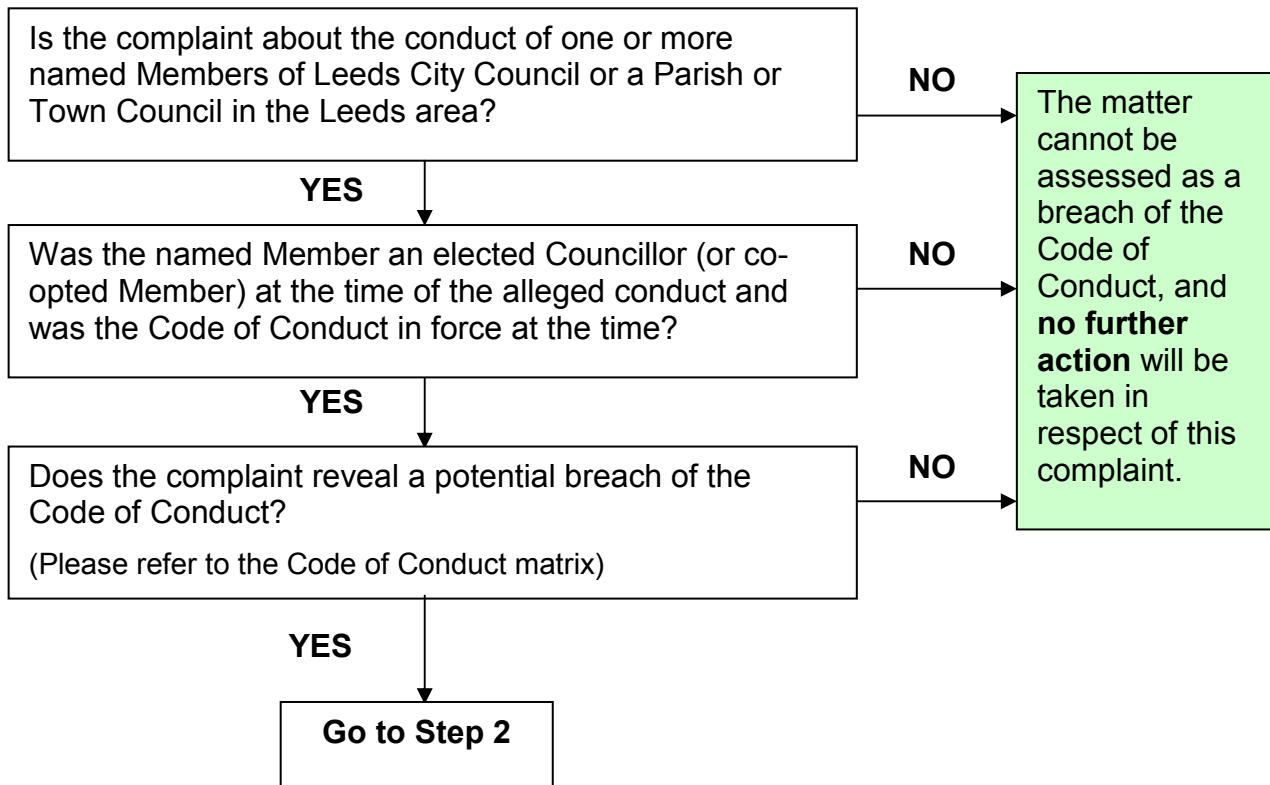 Is the complaint about the conduct of one or more
named Members of Leeds City Council or a Parish or
Town Council in the Leeds area?
NO
YES
Was the named Member an elected Councillor (or co-
opted Member) at the time of the alleged conduct and
was the Code of Conduct in force at the time?
NO
YES
Does the complaint reveal a potential breach of the
Code of Conduct?
(Please refer to the Code of Conduct matrix)
NO
YES
Go to Step 2
The matter
cannot be
assessed as a
breach of the
Code of
Conduct, and
no further
action will be
taken in
respect of this
complaint.